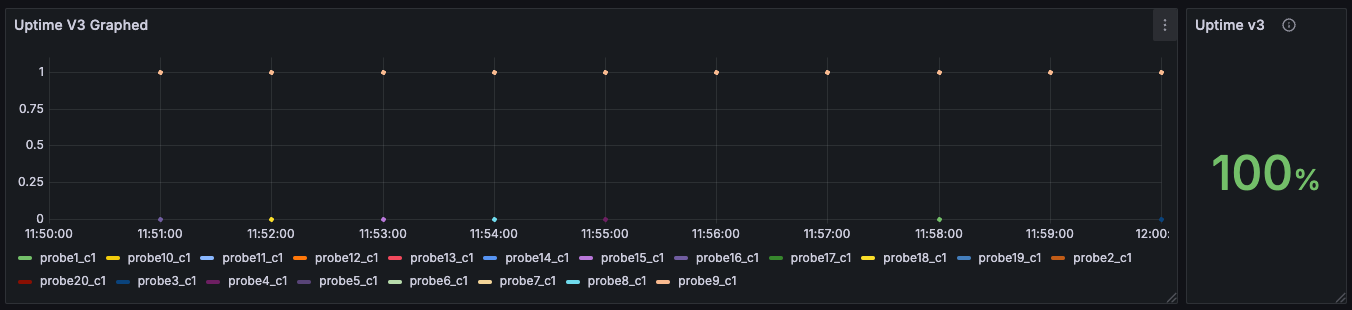 Uptime V3 Graphed
1
0.75
0.5
0.25
0
11:50:00 11:51:00 11:52:00 11:53:00 11:54:00 11:55:00 11:56:00 11:57:00 11:58:00 11:59:00 12:00:
probe1_c1 probe10_c1 probe11_c1 probe12_c1 probe13_c1 probe14_c1 probe15_c1 probe16_c1 probe17_c1 probe18_c1 probe19_c1 probe2_c1
probe20_c1 probe3_c1 probe4_c1 probe5_c1 probe6_c1 probe7_c1 probe8_c1 probe9_c1
Uptime v3
100%